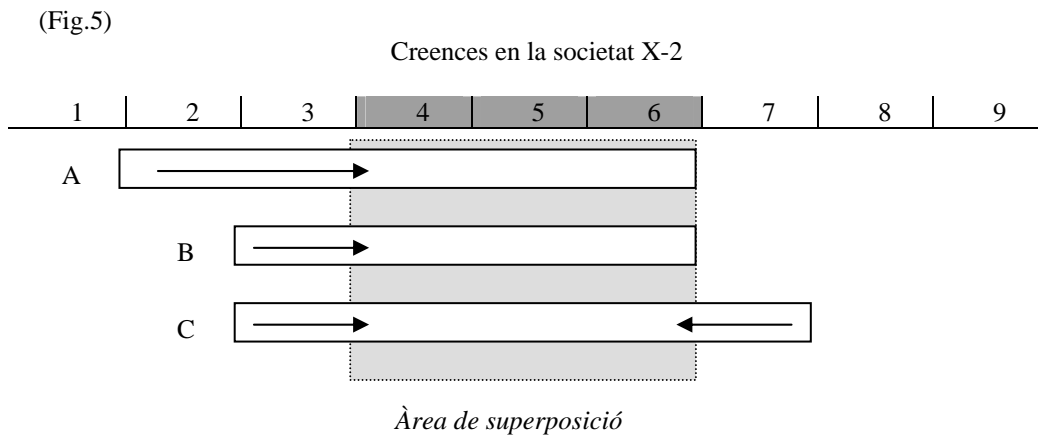 (Fig.5)
Creences en la societat X-2
1 2 3 4 5 6 7 8 9
A
B
C
Àrea de superposició